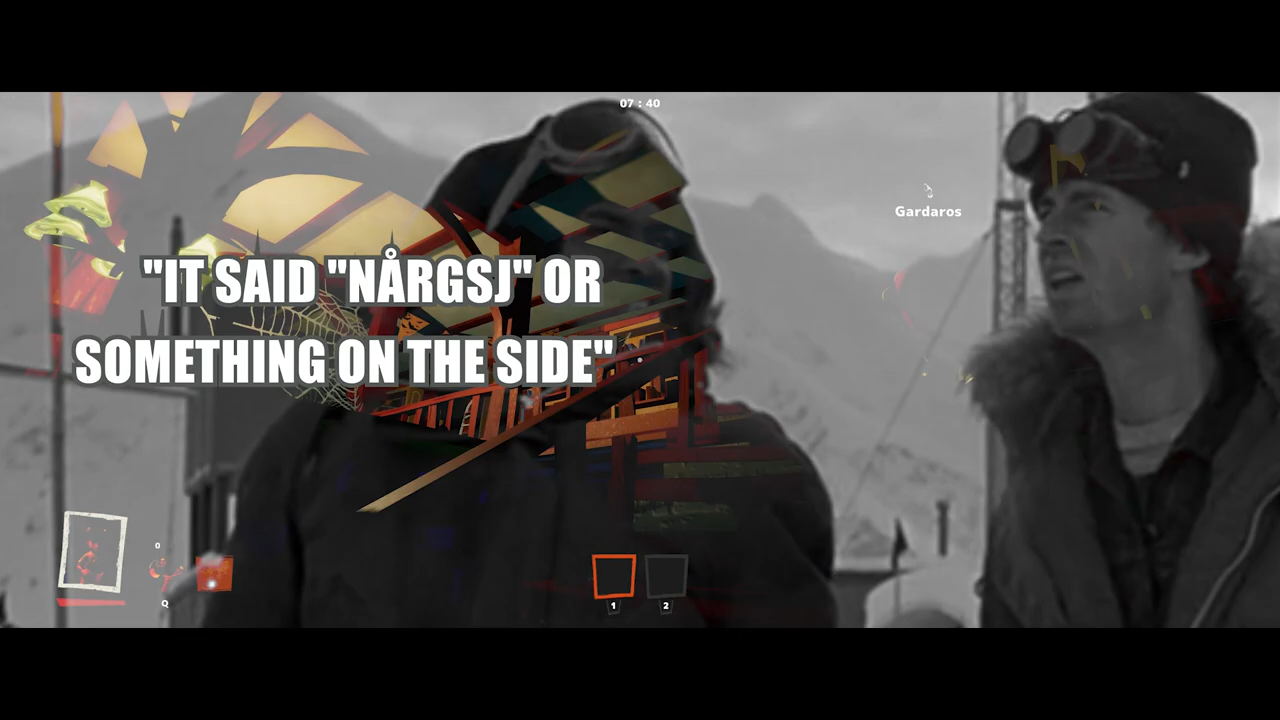 07 : 40
Gardaros
"IT SAID "NÅRGSJ" OR
SOMETHING ON THE SIDE"
0
Q
1
2